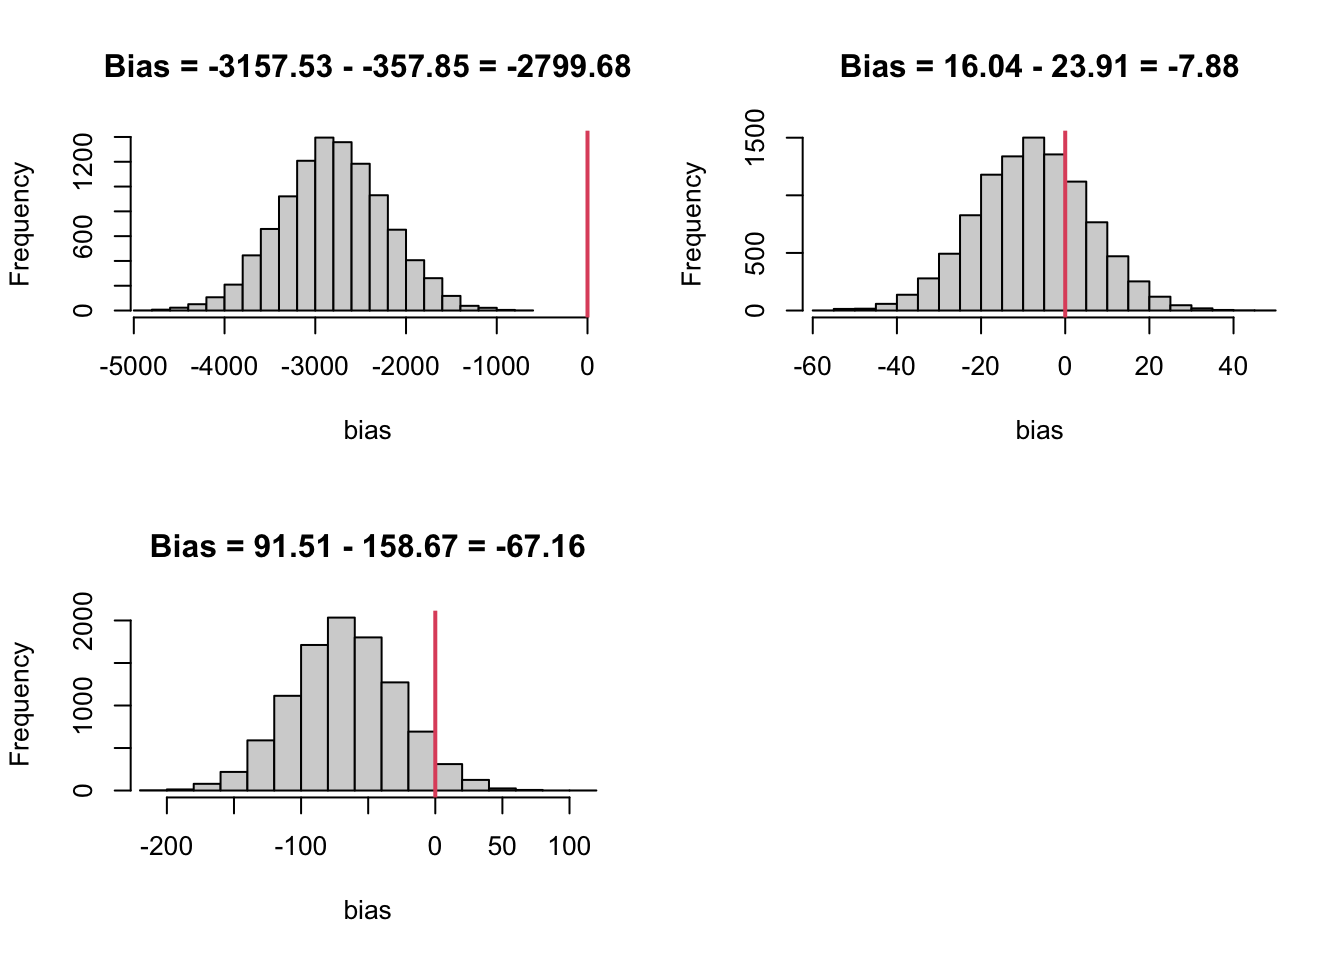 Bias = -3157.53 - -357.85 = -2799.68
Frequency
0 600 1200
-5000 -4000 -3000 -2000 -1000 0
bias
Bias = 16.04 - 23.91 = -7.88
Frequency
0 500 1500
-60 -40 -20 0 20 40
bias
Bias = 91.51 - 158.67 = -67.16
Frequency
0 1000 2000
-200 -100 0 50 100
bias